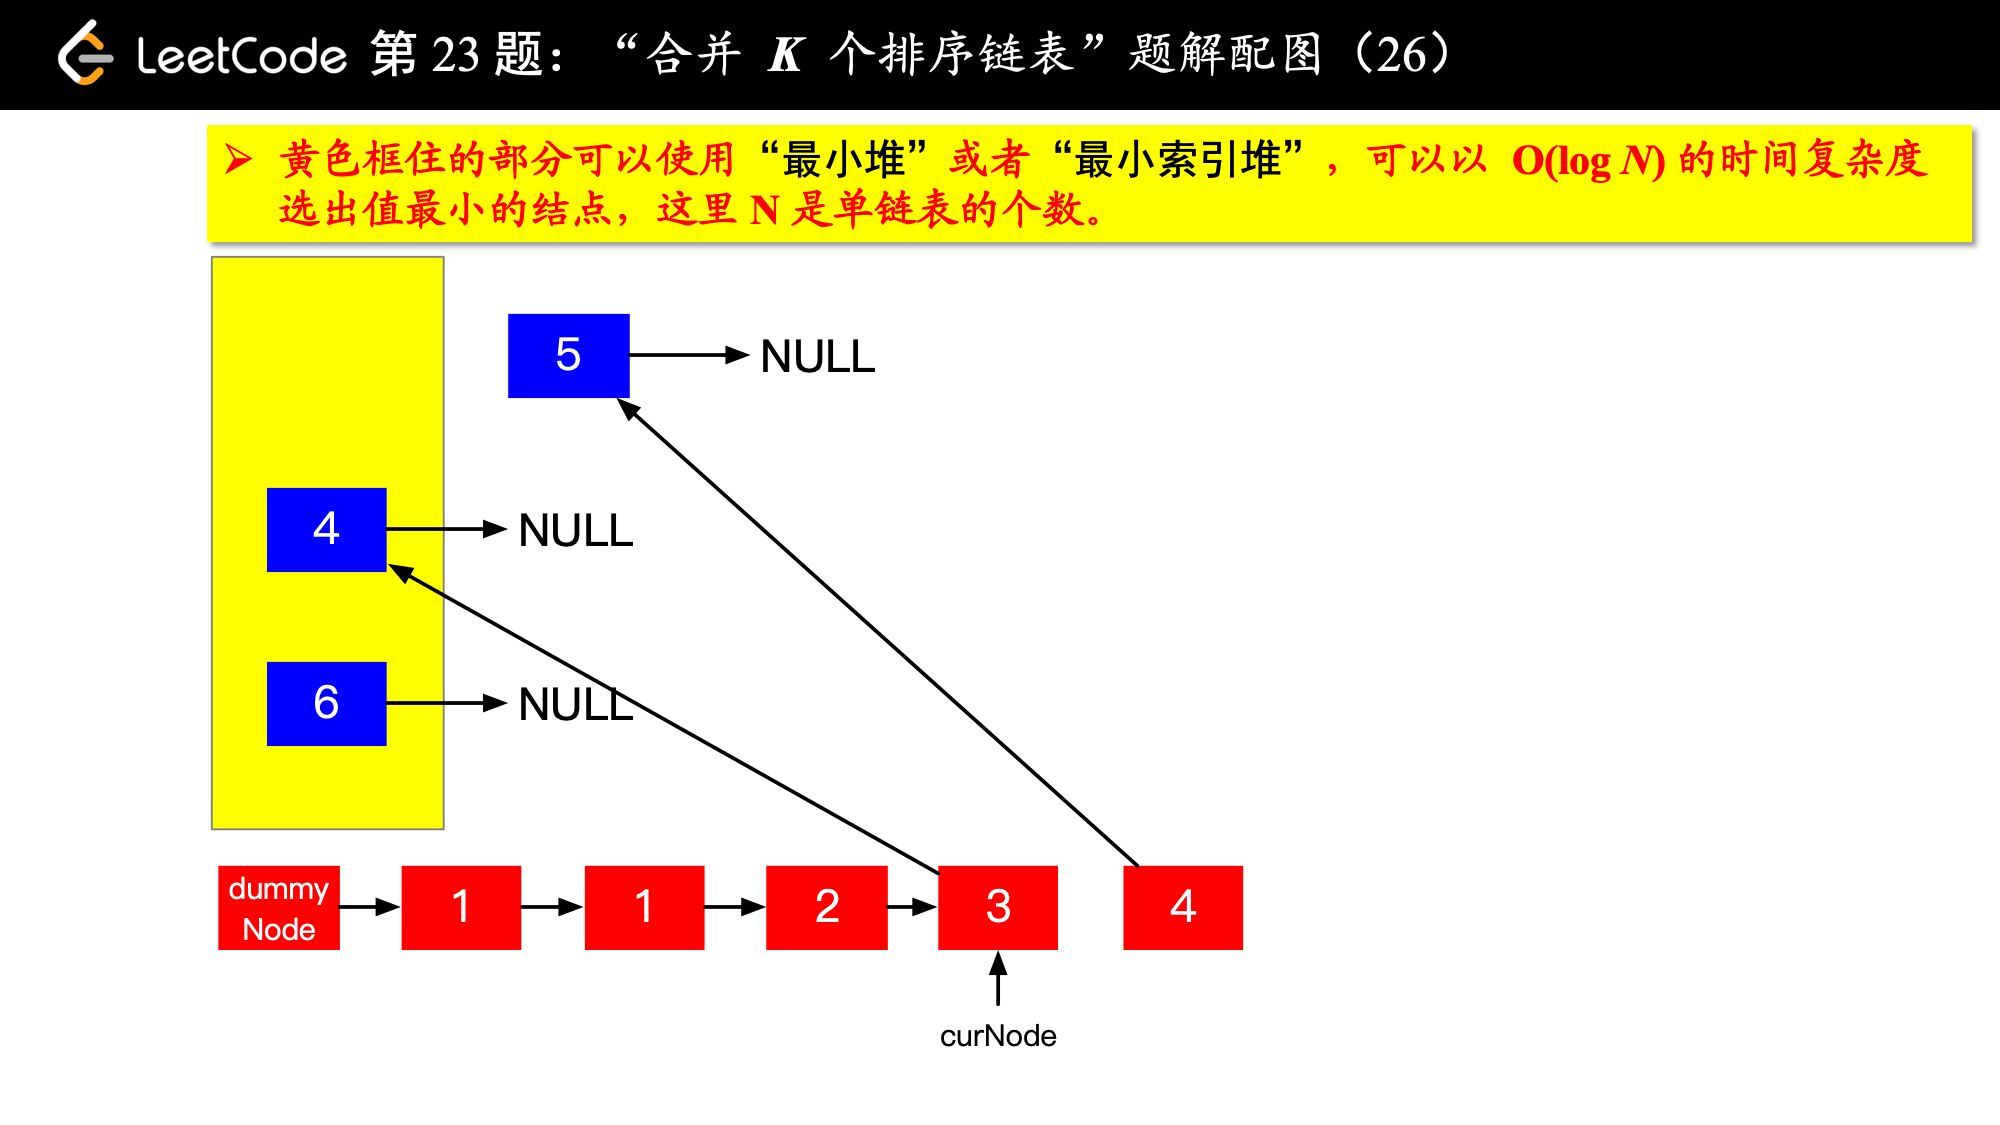 LeetCode 第 23 题：“合并 K 个排序链表”题解配图（26）
黄色框住的部分可以使用“最小堆”或者“最小索引堆”，可以以 O(log N) 的时间复杂度
选出值最小的结点，这里 N 是单链表的个数。
5 NULL
4 NULL
6 NULL
dummy
Node
1 1 2 3 4
curNode